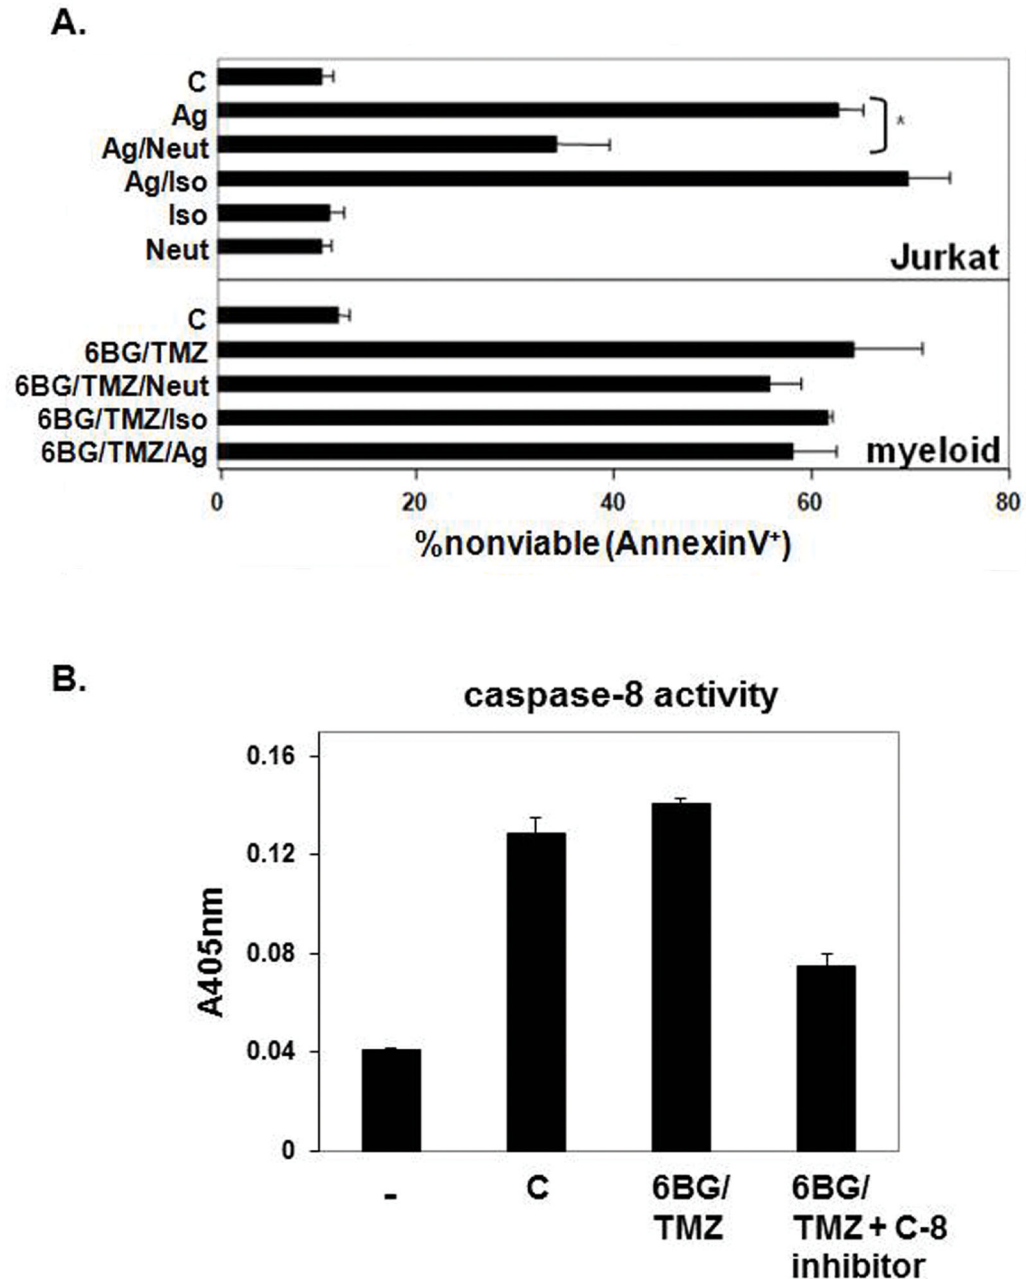 A.
C
Ag
Ag/Neut
Ag/Iso
Iso
Neut
*
Jurkat
C
6BG/TMZ
6BG/TMZ/Neut
6BG/TMZ/Iso
6BG/TMZ/Ag
myeloid
0 20 40 60 80
%nonviable (AnnexinV⁺)
B.
caspase-8 activity
0.16
0.12
0.08
0.04
0
A405nm
- C 6BG/ 6BG/
TMZ TMZ + C-8
inhibitor